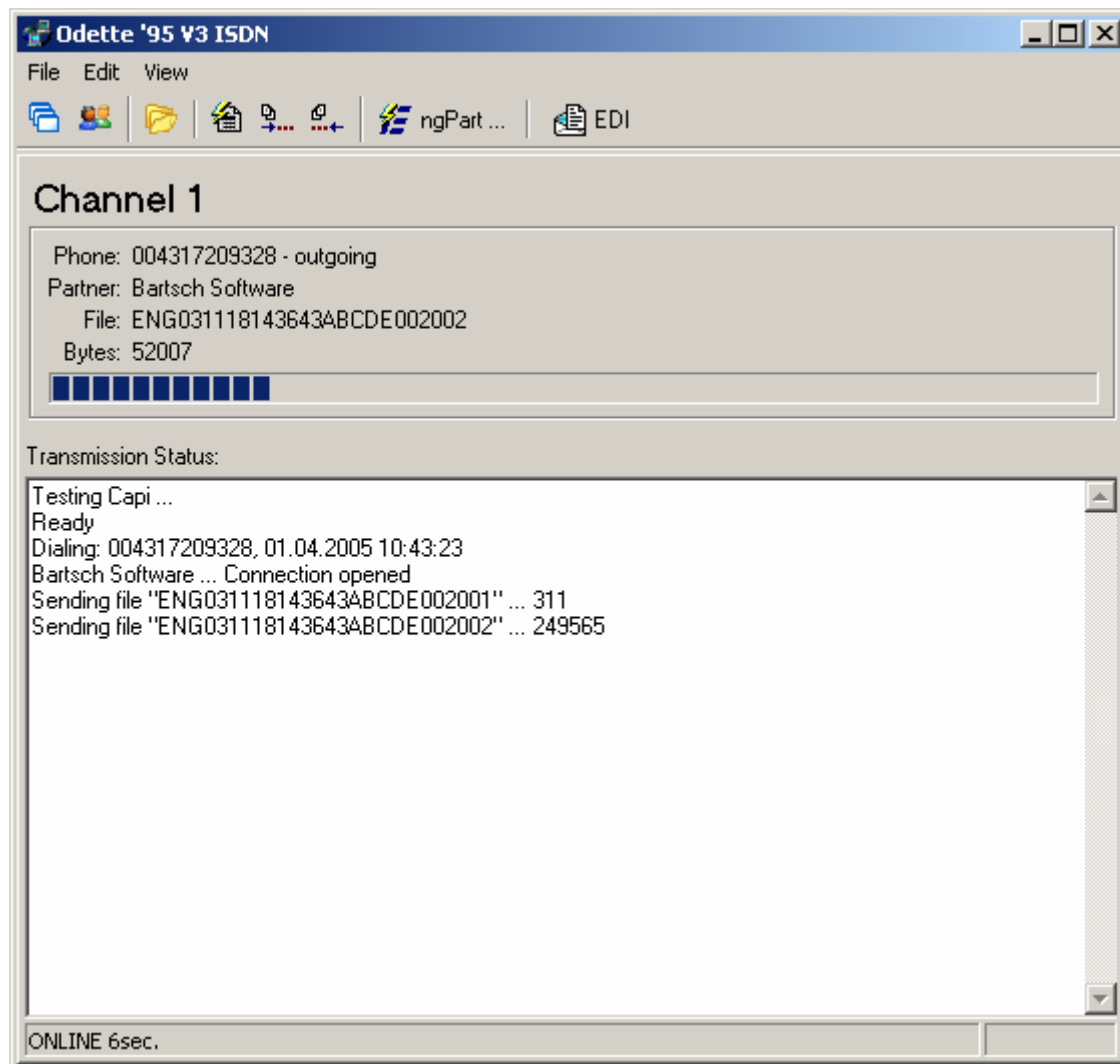 Odette '95 V3 ISDN
File Edit View
ngPart ... EDI
Channel 1
Phone: 004317209328 - outgoing
Partner: Bartsch Software
File: ENG031118143643ABCDE002002
Bytes: 52007
Transmission Status:
Testing Capi ...
Ready
Dialing: 004317209328, 01.04.2005 10:43:23
Bartsch Software ... Connection opened
Sending file "ENG031118143643ABCDE002001" ... 311
Sending file "ENG031118143643ABCDE002002" ... 249565
ONLINE 6sec.